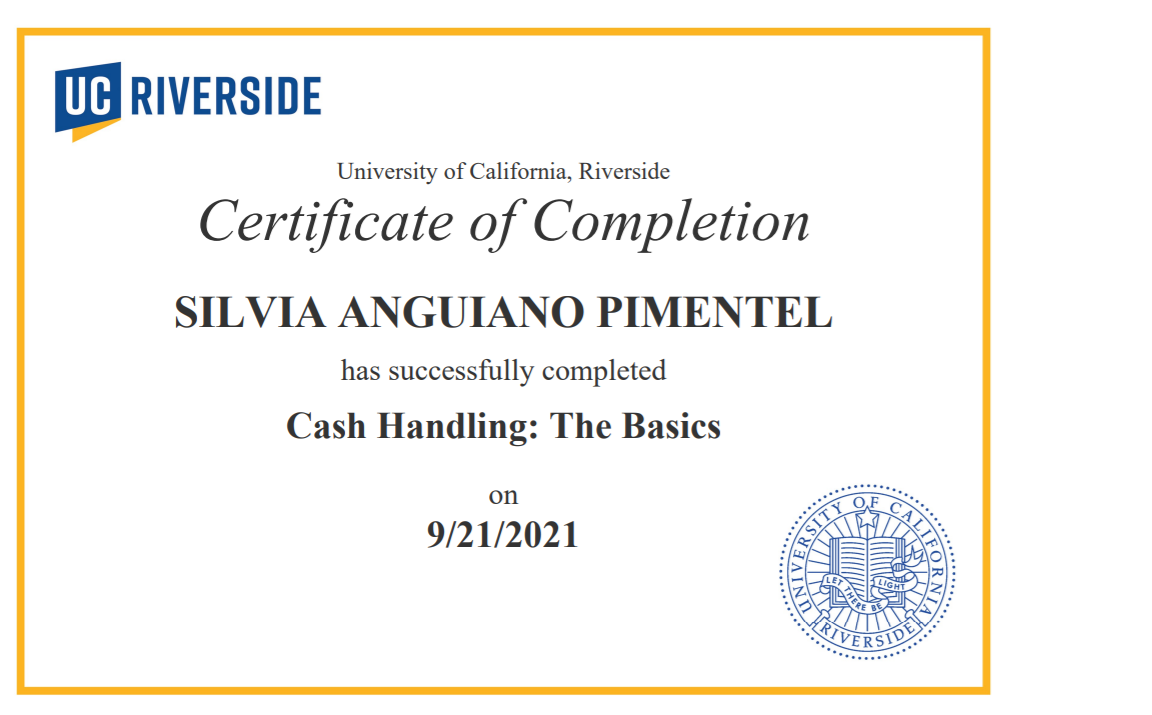 UC RIVERSIDE
University of California, Riverside
Certificate of Completion
SILVIA ANGUIANO PIMENTEL
has successfully completed
Cash Handling: The Basics
on
9/21/2021
UNIVERSITY OF CALIFORNIA
LET THERE BE LIGHT
RIVERSIDE